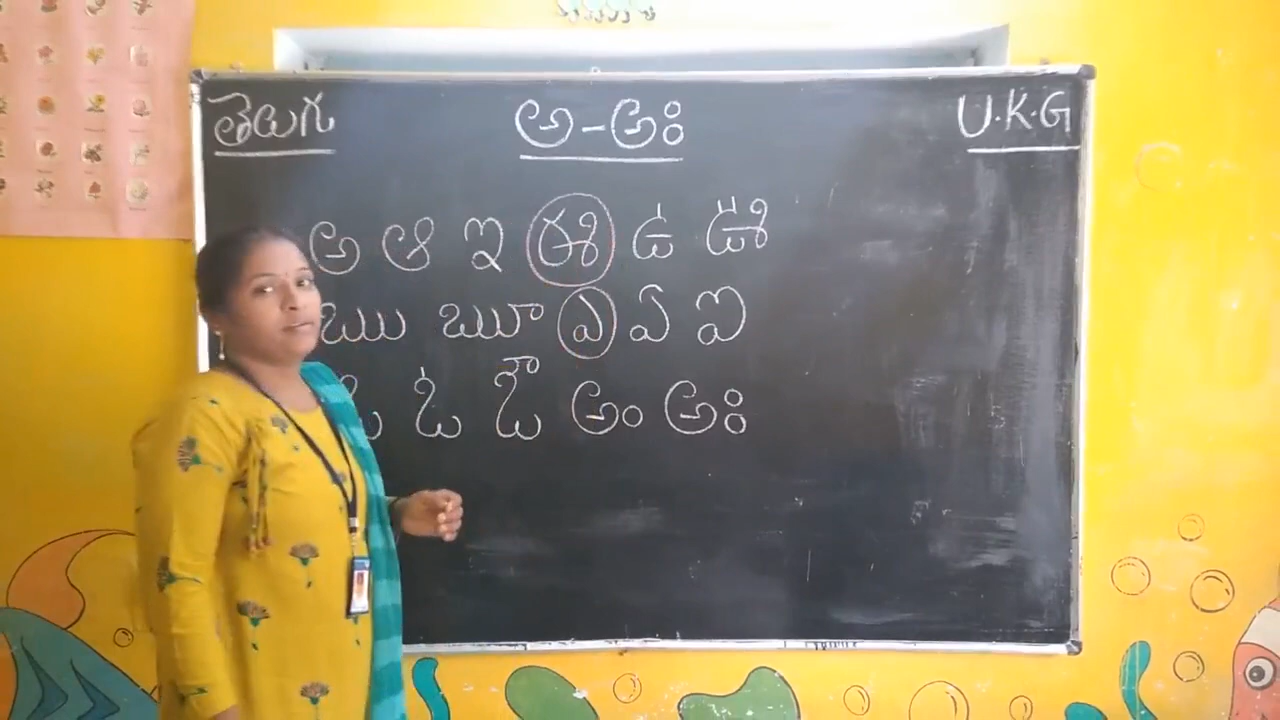 తెలుగు అ-అః U.K.G
అ ఆ ఇ ఈ ఉ ఊ
ఋ ౠ ఎ ఏ ఐ
ఓ ఔ అం అః